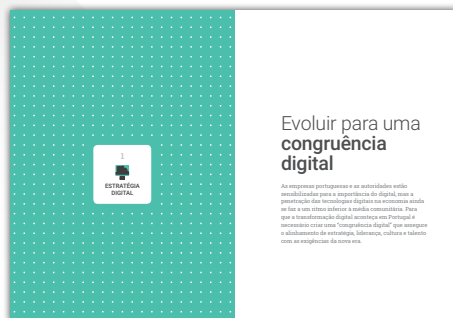 I
ESTRATÉGIA
DIGITAL
Evoluir para uma
congruência
digital
As empresas portuguesas e as autoridades estão
sensibilizadas para a importância do digital, mas a
penetração das tecnologias digitais na economia ainda
se faz a um ritmo inferior à média comunitária. Para
que a transformação digital aconteça em Portugal é
necessário criar uma "congruência digital" que assegure
o alinhamento de estratégia, liderança, cultura e talento
com as exigências da nova era.